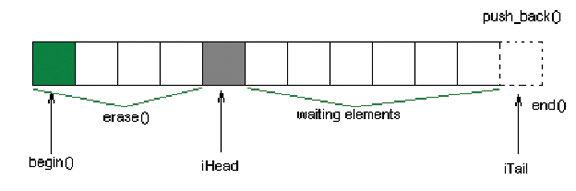 push_back()
end()
erase()
waiting elements
begin()
iHead
iTail